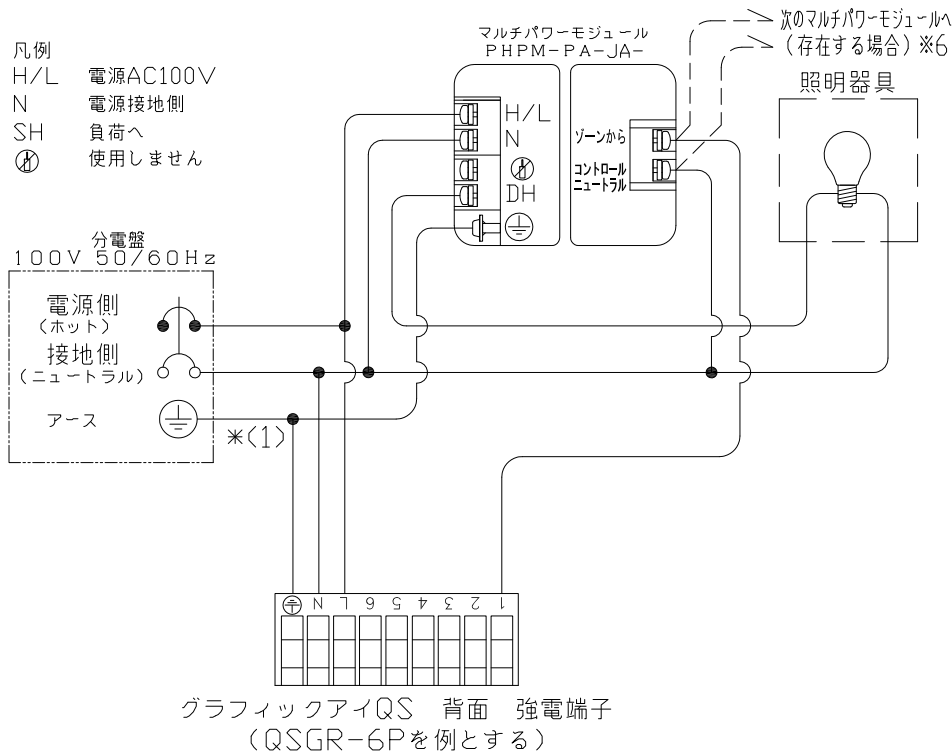 凡例
H/L 電源AC100V
N 電源接地側
SH 負荷へ
使用しません
マルチパワーモジュール
PHPM-PA-JA-
次のマルチパワーモジュールへ
(存在する場合)※6
照明器具
H/L
N
DH
ゾーンから
コントロール
ニュートラル
分電盤
100V 50/60Hz
電源側
(ホット)
接地側
(ニュートラル)
アース
*(1)
N L 6 5 4 3 2 1
グラフィックアイQS 背面 強電端子
(QSGR-6Pを例とする)